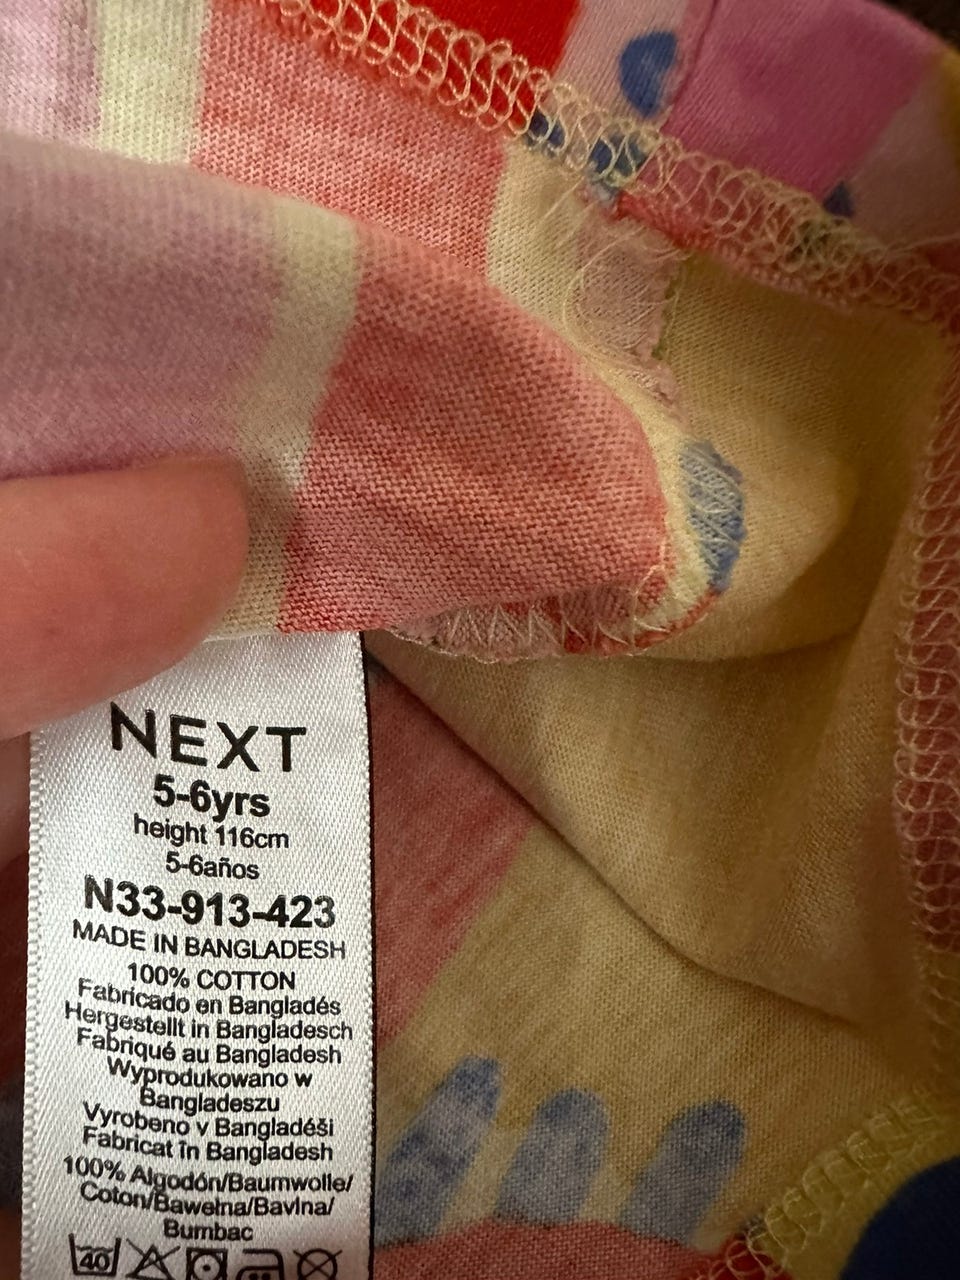 NEXT
5-6yrs
height 116cm
5-6años
N33-913-423
MADE IN BANGLADESH
100% COTTON
Fabricado en Bangladés
Hergestellt in Bangladesch
Fabriqué au Bangladesh
Wyprodukowano w
Bangladeszu
Vyrobeno v Bangladéši
Fabricat în Bangladesh
100% Algodón/Baumwolle/
Coton/Bawełna/Bavlna/
Bumbac
40